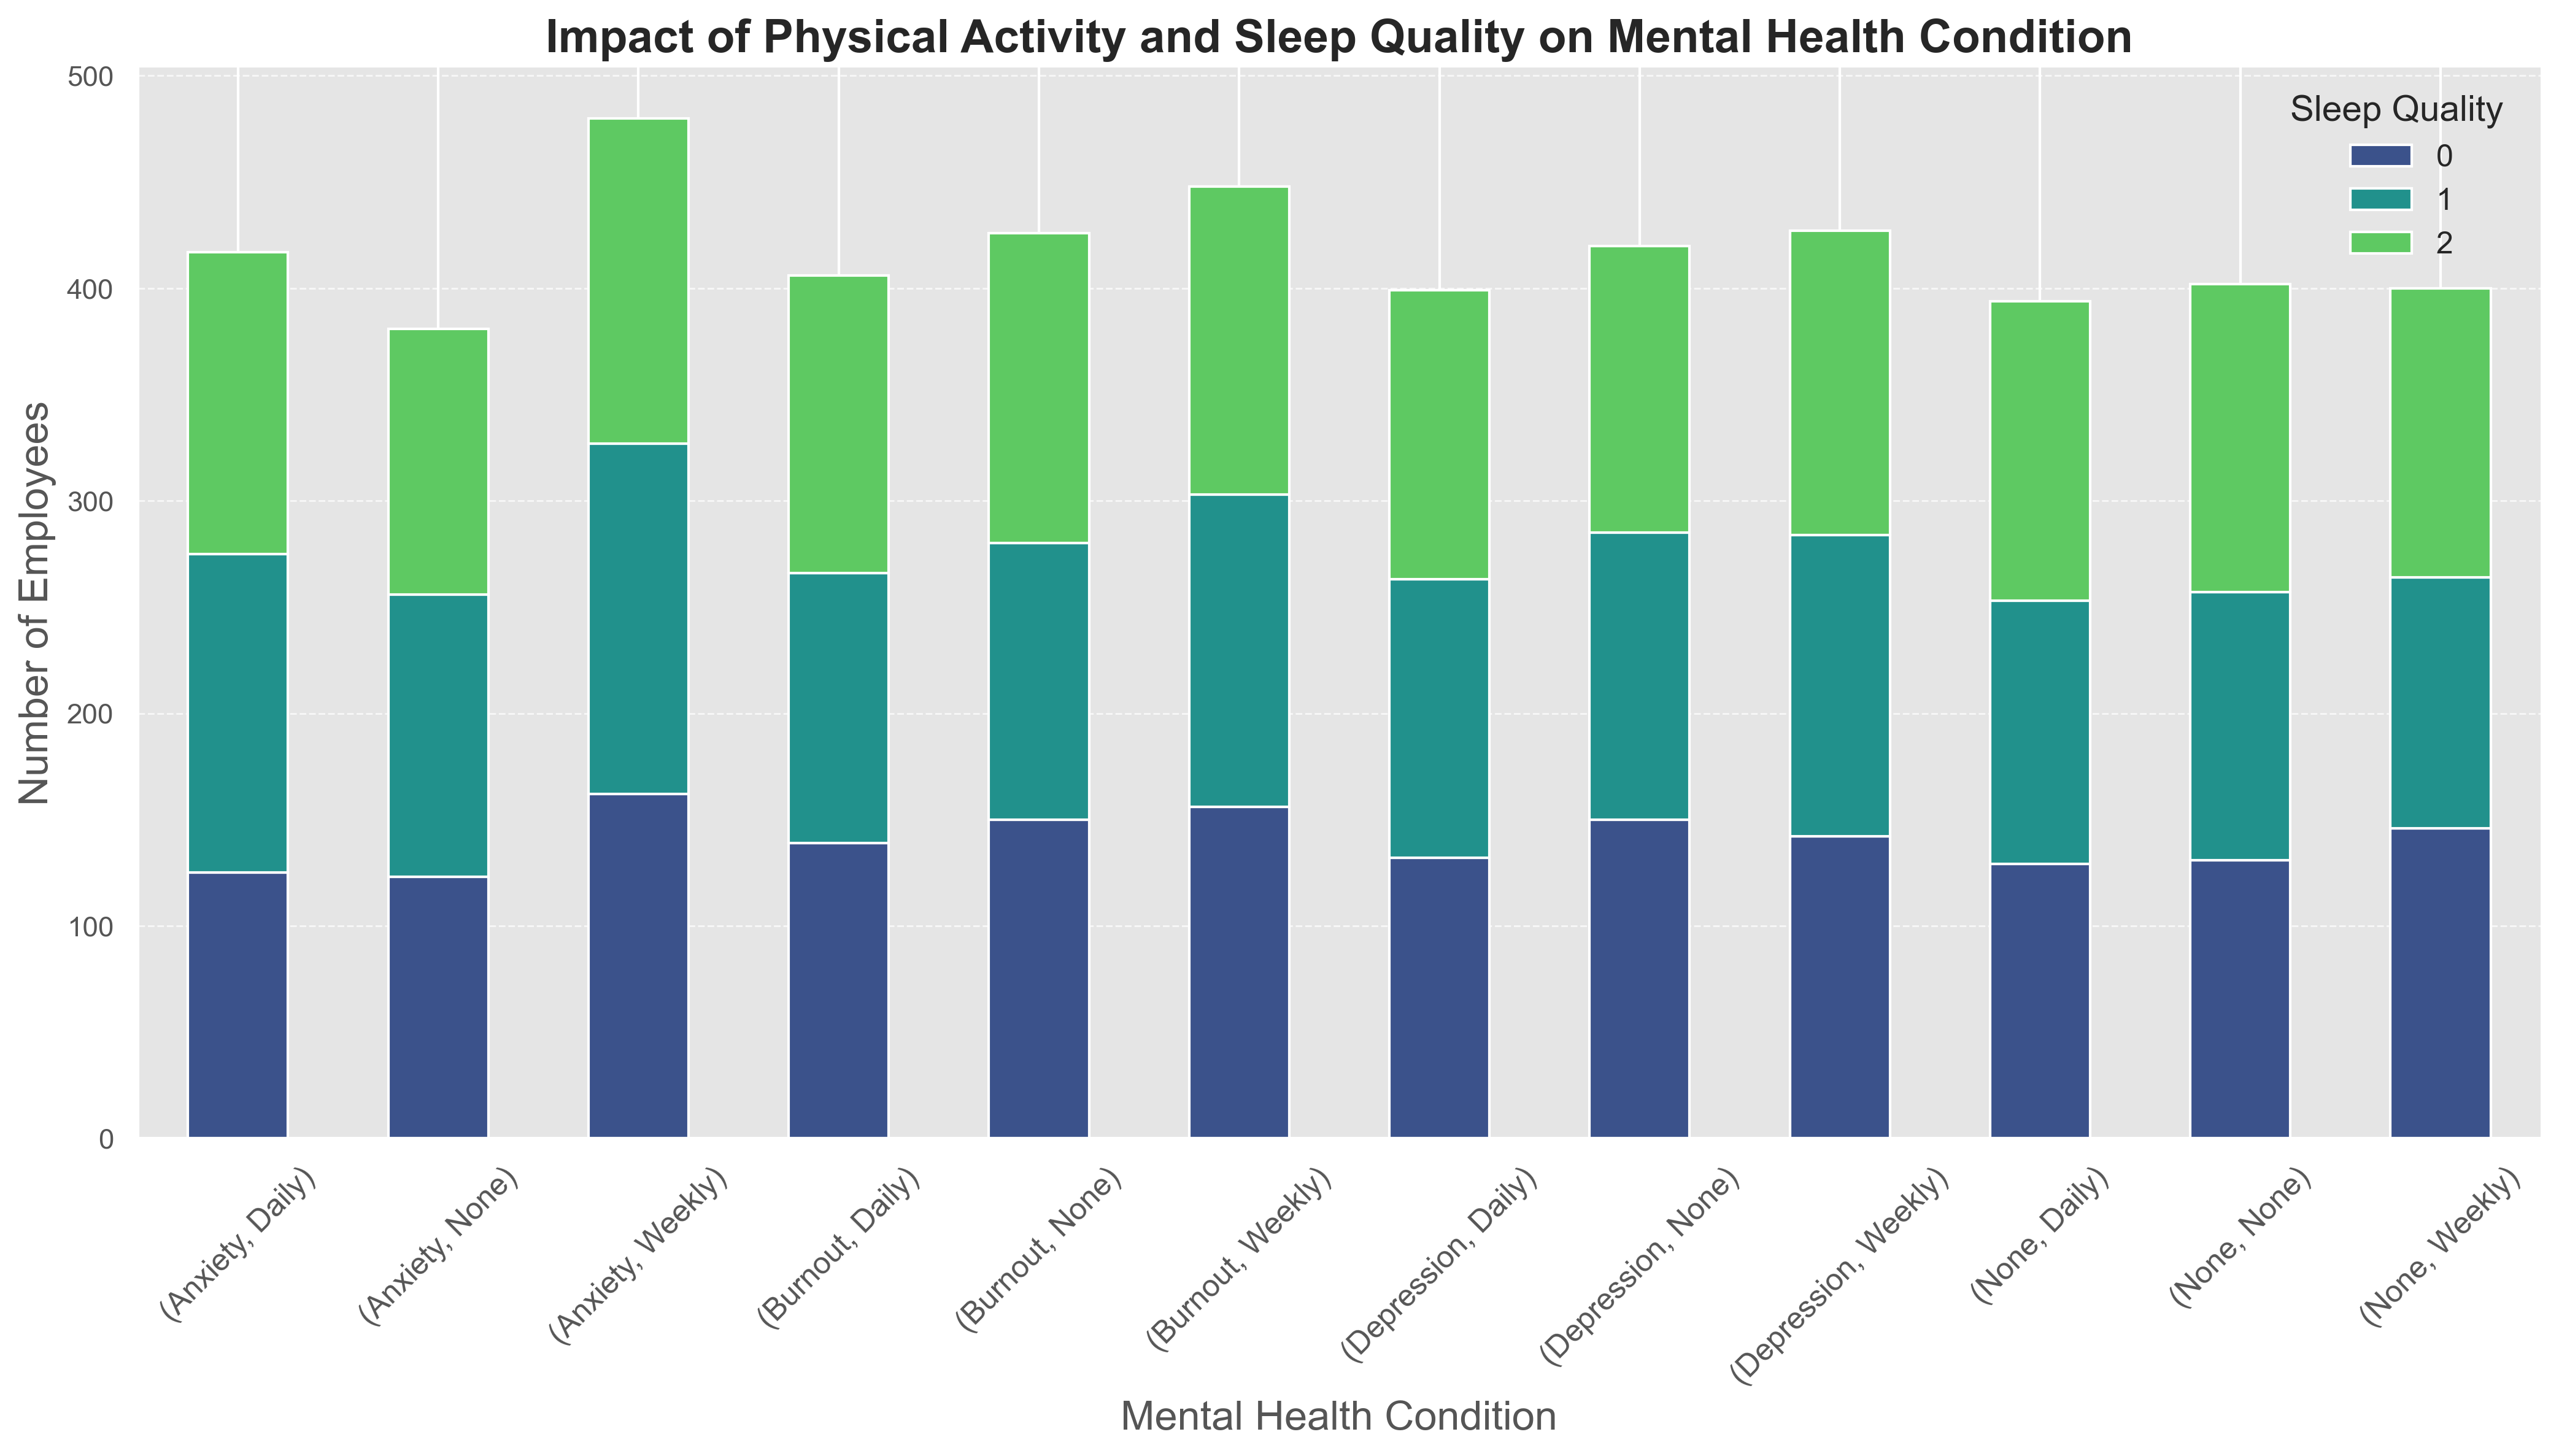 Impact of Physical Activity and Sleep Quality on Mental Health Condition
Number of Employees
500
400
300
200
100
0
Sleep Quality
0
1
2
(Anxiety, Daily)
(Anxiety, None)
(Anxiety, Weekly)
(Burnout, Daily)
(Burnout, None)
(Burnout, Weekly)
(Depression, Daily)
(Depression, None)
(Depression, Weekly)
(None, Daily)
(None, None)
(None, Weekly)
Mental Health Condition